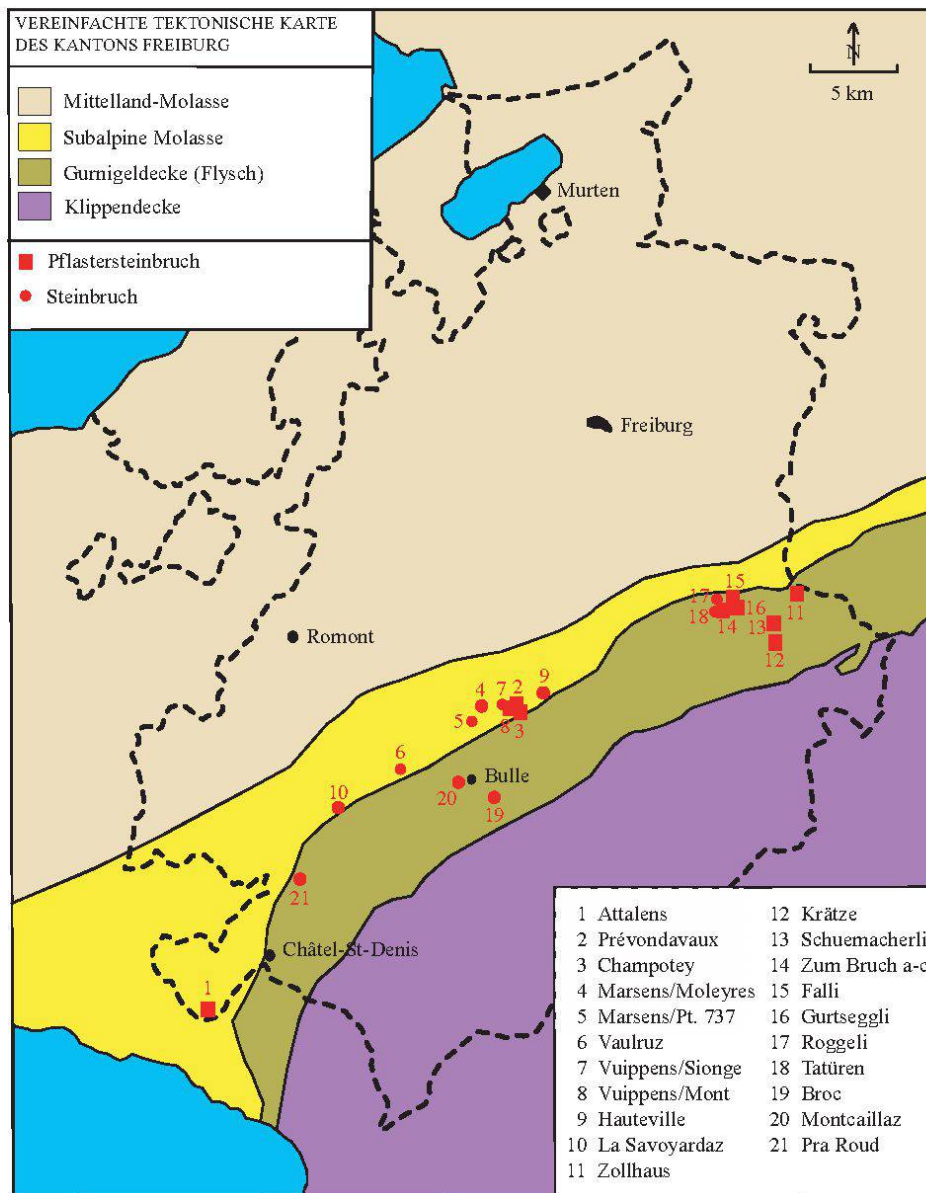 VEREINFACHTE TEKTONISCHE KARTE
DES KANTONS FREIBURG
Mittelland-Molasse
Subalpine Molasse
Gurnigeldecke (Flysch)
Klippendecke
Pflastersteinbruch
Steinbruch
N
5 km
Murten
Freiburg
Romont
Bulle
Châtel-St-Denis
15
17
16
11
18
14
13
12
9
2
4
7
5
8
3
6
20
19
10
21
1
1 Attalens
2 Prévondavaux
3 Champotey
4 Marsens/Moleyres
5 Marsens/Pt. 737
6 Vaulruz
7 Vuippens/Sionge
8 Vuippens/Mont
9 Hauteville
10 La Savoyardaz
11 Zollhaus
12 Krätze
13 Schuemacherli
14 Zum Bruch a-c
15 Falli
16 Gurtseggli
17 Roggeli
18 Tatüren
19 Broc
20 Montcaillaz
21 Pra Roud